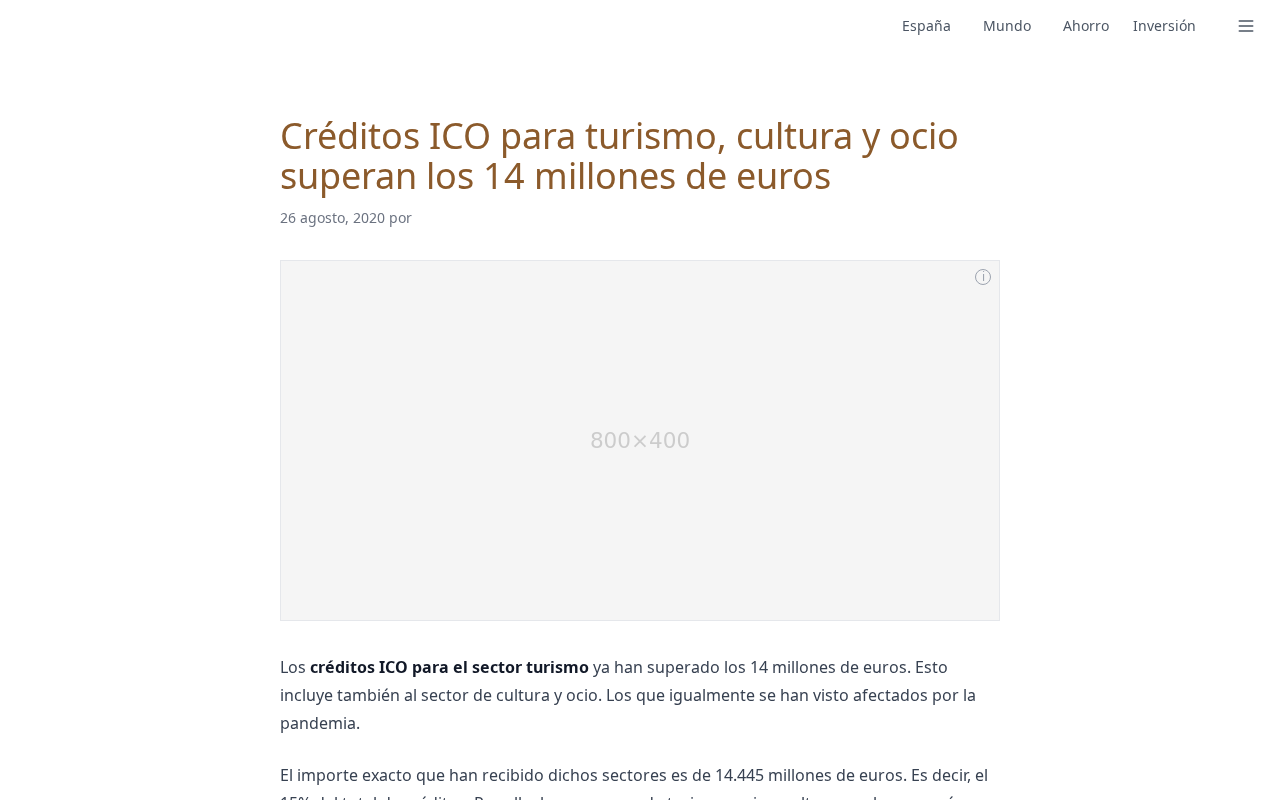 España Mundo Ahorro Inversión
Créditos ICO para turismo, cultura y ocio
superan los 14 millones de euros
26 agosto, 2020 por
800×400
Los créditos ICO para el sector turismo ya han superado los 14 millones de euros. Esto
incluye también al sector de cultura y ocio. Los que igualmente se han visto afectados por la
pandemia.
El importe exacto que han recibido dichos sectores es de 14.445 millones de euros. Es decir, el